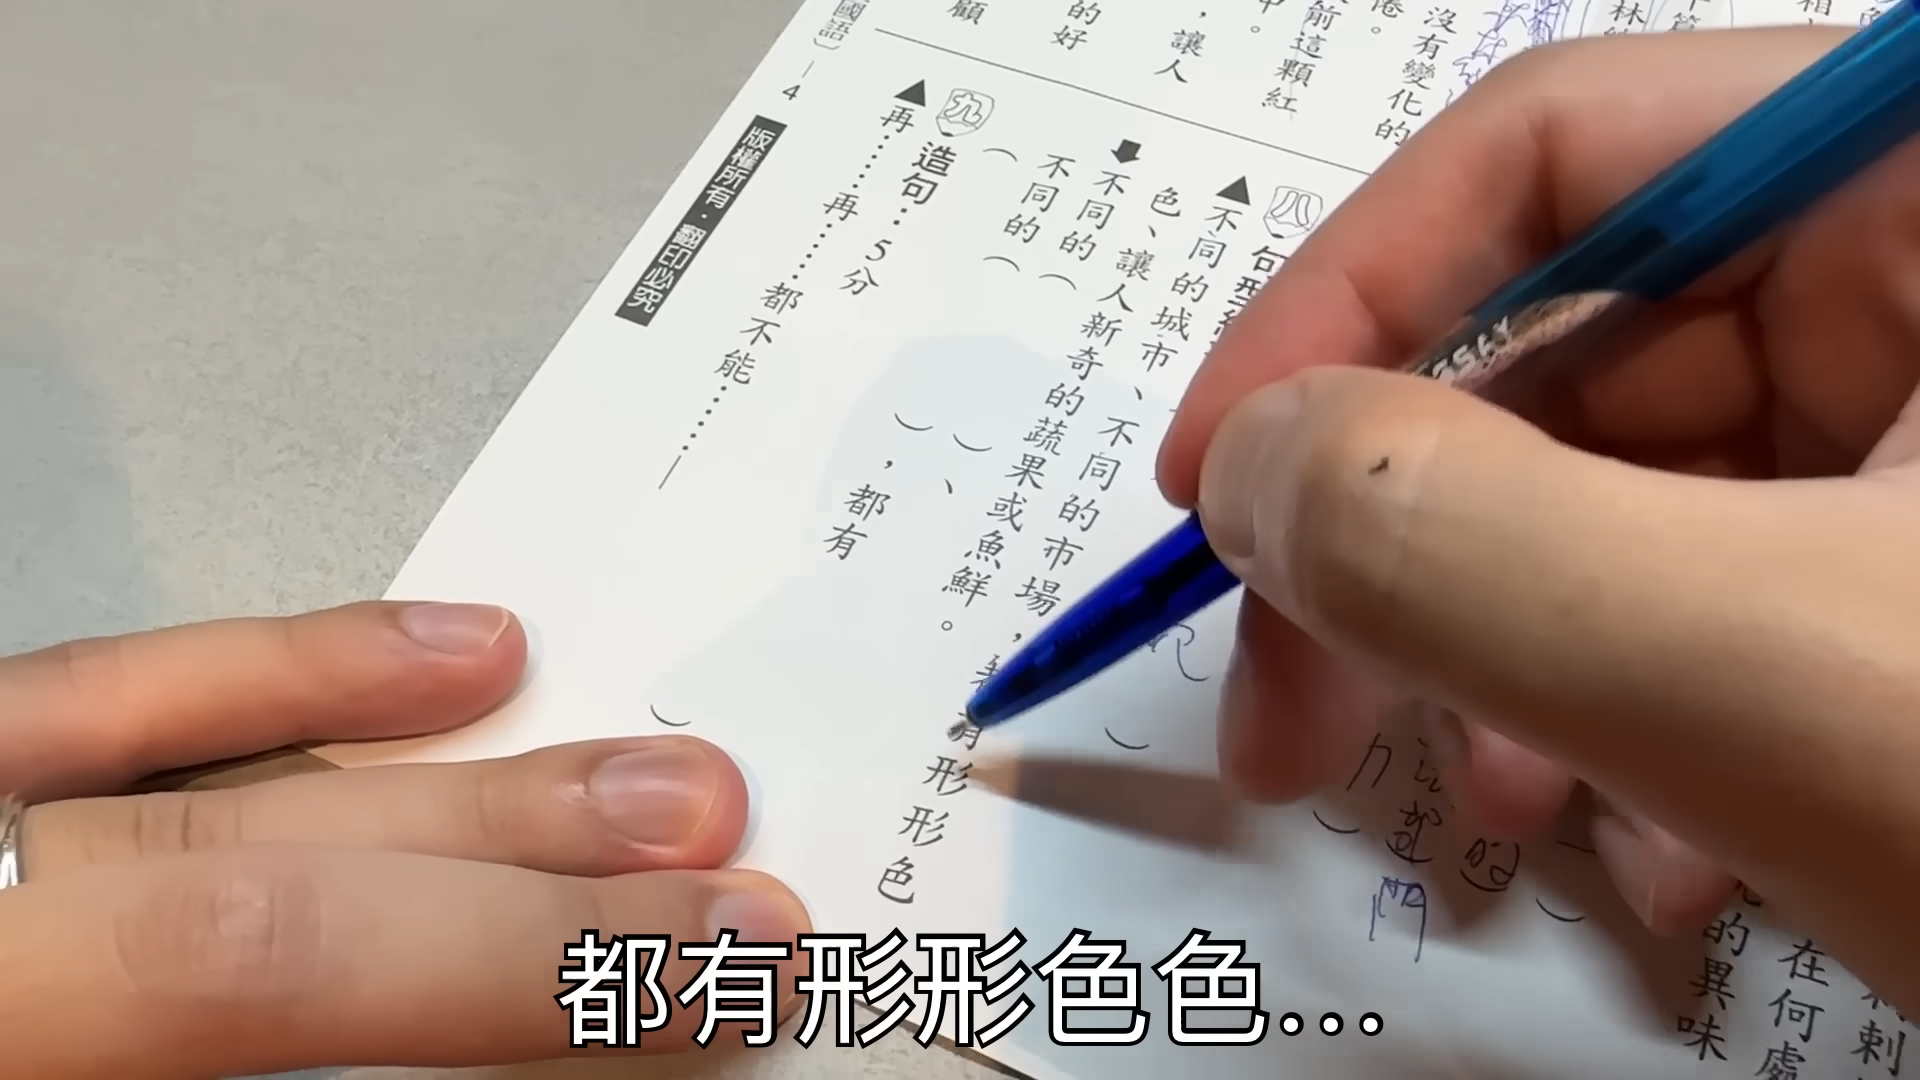 林
沒有變化的
倦。
前這顆紅
中。
，讓人
的好
顧
在何處
的異味
八 句型
▲不同的城市、不同的市場，都有形形色
色、讓人新奇的蔬果或魚鮮。
不同的（ ）、
不同的（ ），都有
（ ）
九 造句：5分
▲再……再……都不能……
國語〕—4
版權所有．翻印必究
都有形形色色...